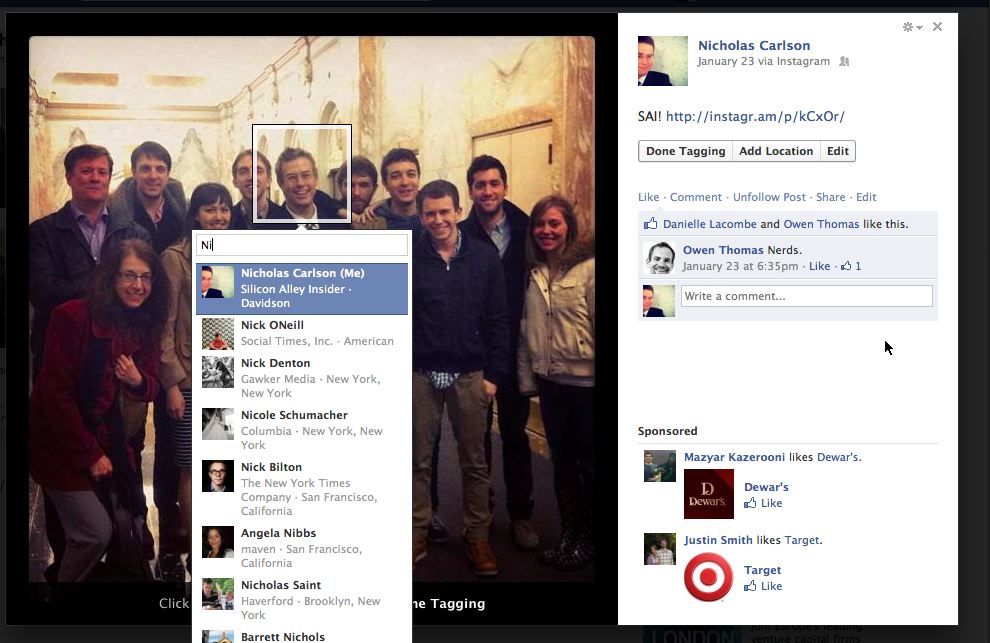 Nicholas Carlson
January 23 via Instagram
SAI! http://instagr.am/p/kCxOr/
Done Tagging Add Location Edit
Like · Comment · Unfollow Post · Share · Edit
Danielle Lacombe and Owen Thomas like this.
Owen Thomas Nerds.
January 23 at 6:35pm · Like · 1
Write a comment...
Ni
Nicholas Carlson (Me)
Silicon Alley Insider ·
Davidson
Nick ONeill
Social Times, Inc. · American
Nick Denton
Gawker Media · New York,
New York
Nicole Schumacher
Columbia · New York, New
York
Nick Bilton
The New York Times
Company · San Francisco,
California
Angela Nibbs
maven · San Francisco,
California
Nicholas Saint
Haverford · Brooklyn, New
York
Barrett Nichols
Click
ne Tagging
Sponsored
Mazyar Kazerooni likes Dewar's.
Dewar's
Dewar's
Like
Justin Smith likes Target.
Target
Like
LONDON
Join Europe's leading
venture capital firms